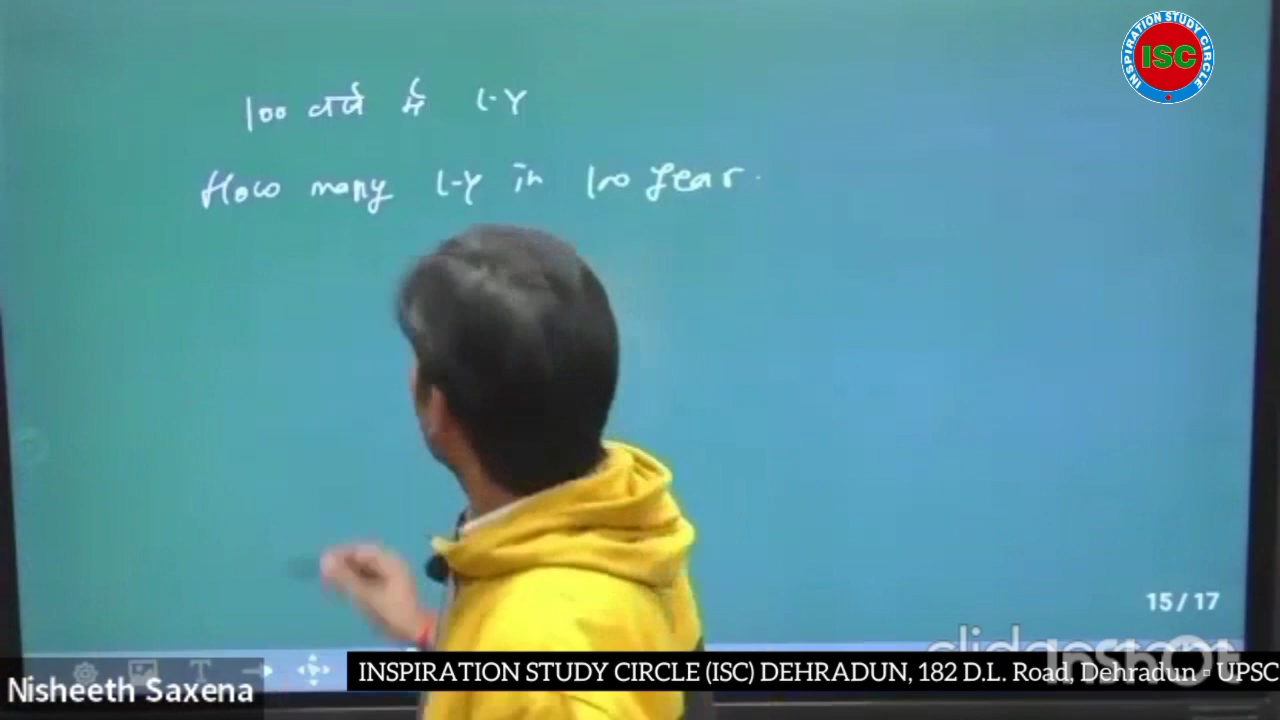 INSPIRATION STUDY CIRCLE
ISC
100 वर्ष में L-Y
How many L-Y in 100 year.
15/17
InShot
Nisheeth Saxena
INSPIRATION STUDY CIRCLE (ISC) DEHRADUN, 182 D.L. Road, Dehradun - UPSC